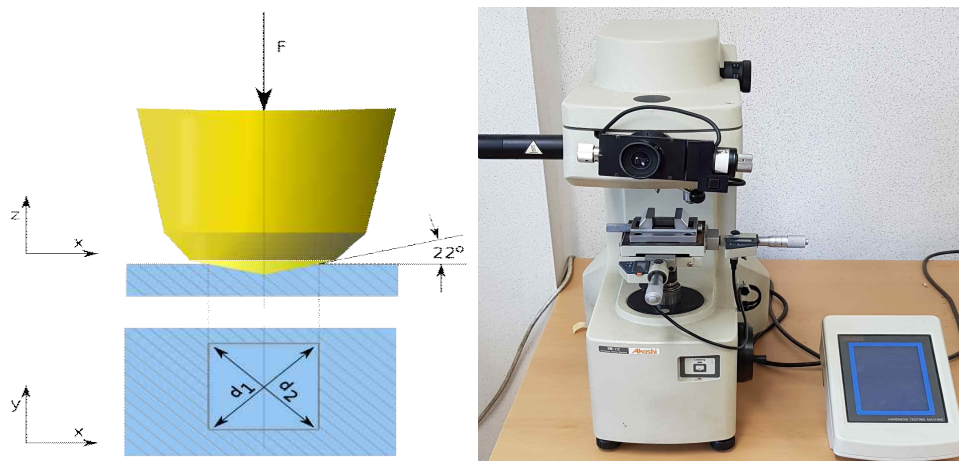 F
z
x
22°
d1
d2
y
x
Akashi
HARDNESS TESTING MACHINE